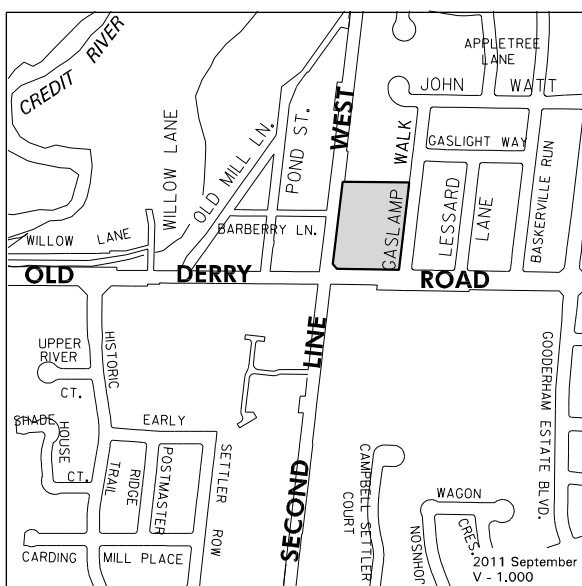 CREDIT RIVER
APPLETREE
LANE
JOHN WATT
WEST
WALK
GASLIGHT WAY
WILLOW LANE
OLD MILL LN.
POND ST.
GASLAMP
LESSARD
LANE
BASKERVILLE RUN
BARBERRY LN.
WILLOW LANE
OLD DERRY ROAD
UPPER
RIVER
CT.
HISTORIC
LINE
GOODERHAM ESTATE BLVD.
SHADE
HOUSE
CT.
EARLY
SETTLER
ROW
RIDGE
TRAIL
POSTMASTER
SECOND
CAMPBELL SETTLER
COURT
WAGON
CRES.
JOHNSON
CARDING MILL PLACE
2011 September
V - 1.000